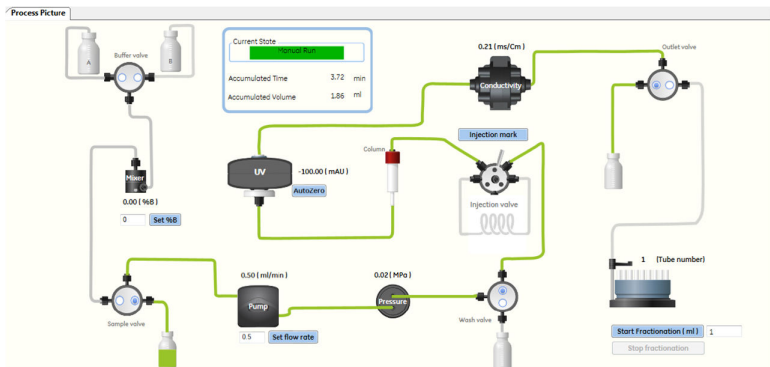 Process Picture
A
B
Buffer valve
Current State
Manual Run
Accumulated Time 3.72 min
Accumulated Volume 1.86 ml
0.21 ( ms/Cm )
Conductivity
Outlet valve
Mixer
0.00 ( %B )
0 Set %B
UV
-100.00 ( mAU )
AutoZero
Column
Injection mark
Injection valve
1 (Tube number)
Sample valve
0.50 ( ml/min )
Pump
0.5 Set flow rate
0.02 ( MPa )
Pressure
Wash valve
Start Fractionation ( ml ) 1
Stop fractionation